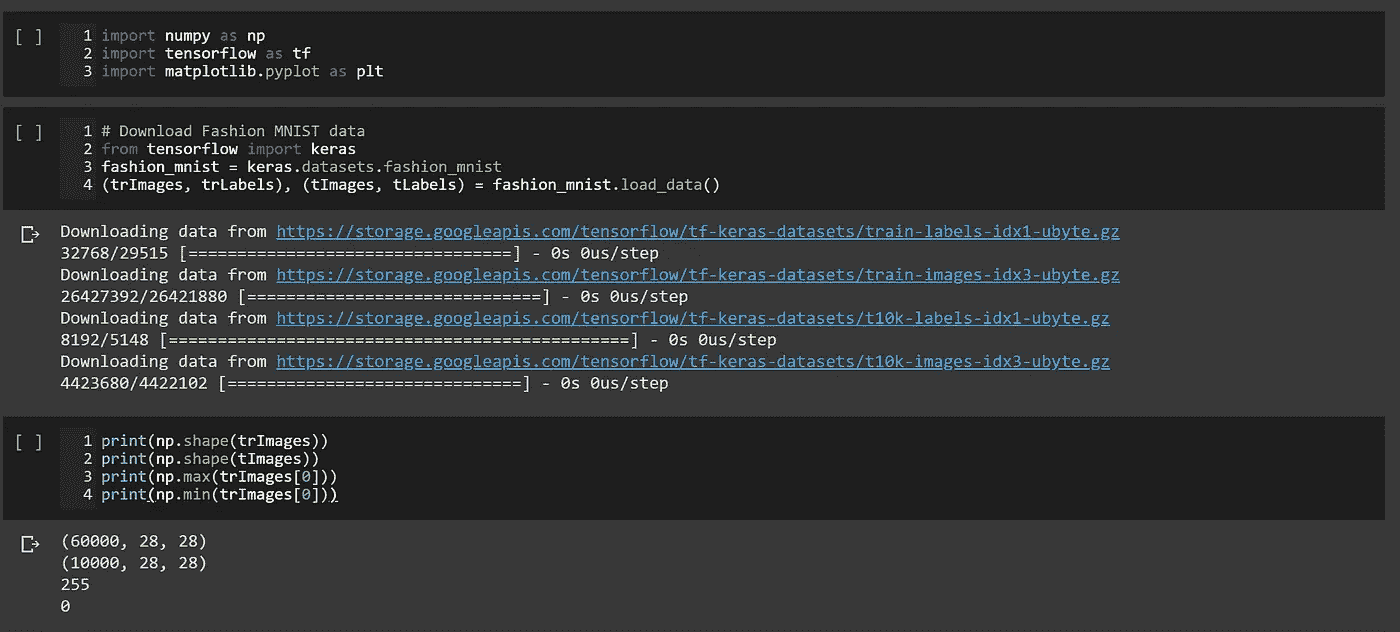 [ ] 1 import numpy as np
2 import tensorflow as tf
3 import matplotlib.pyplot as plt
[ ] 1 # Download Fashion MNIST data
2 from tensorflow import keras
3 fashion_mnist = keras.datasets.fashion_mnist
4 (trImages, trLabels), (tImages, tLabels) = fashion_mnist.load_data()
Downloading data from https://storage.googleapis.com/tensorflow/tf-keras-datasets/train-labels-idx1-ubyte.gz
32768/29515 [=================================] - 0s 0us/step
Downloading data from https://storage.googleapis.com/tensorflow/tf-keras-datasets/train-images-idx3-ubyte.gz
26427392/26421880 [==============================] - 0s 0us/step
Downloading data from https://storage.googleapis.com/tensorflow/tf-keras-datasets/t10k-labels-idx1-ubyte.gz
8192/5148 [===============================================] - 0s 0us/step
Downloading data from https://storage.googleapis.com/tensorflow/tf-keras-datasets/t10k-images-idx3-ubyte.gz
4423680/4422102 [==============================] - 0s 0us/step
[ ] 1 print(np.shape(trImages))
2 print(np.shape(tImages))
3 print(np.max(trImages[0]))
4 print(np.min(trImages[0]))
(60000, 28, 28)
(10000, 28, 28)
255
0